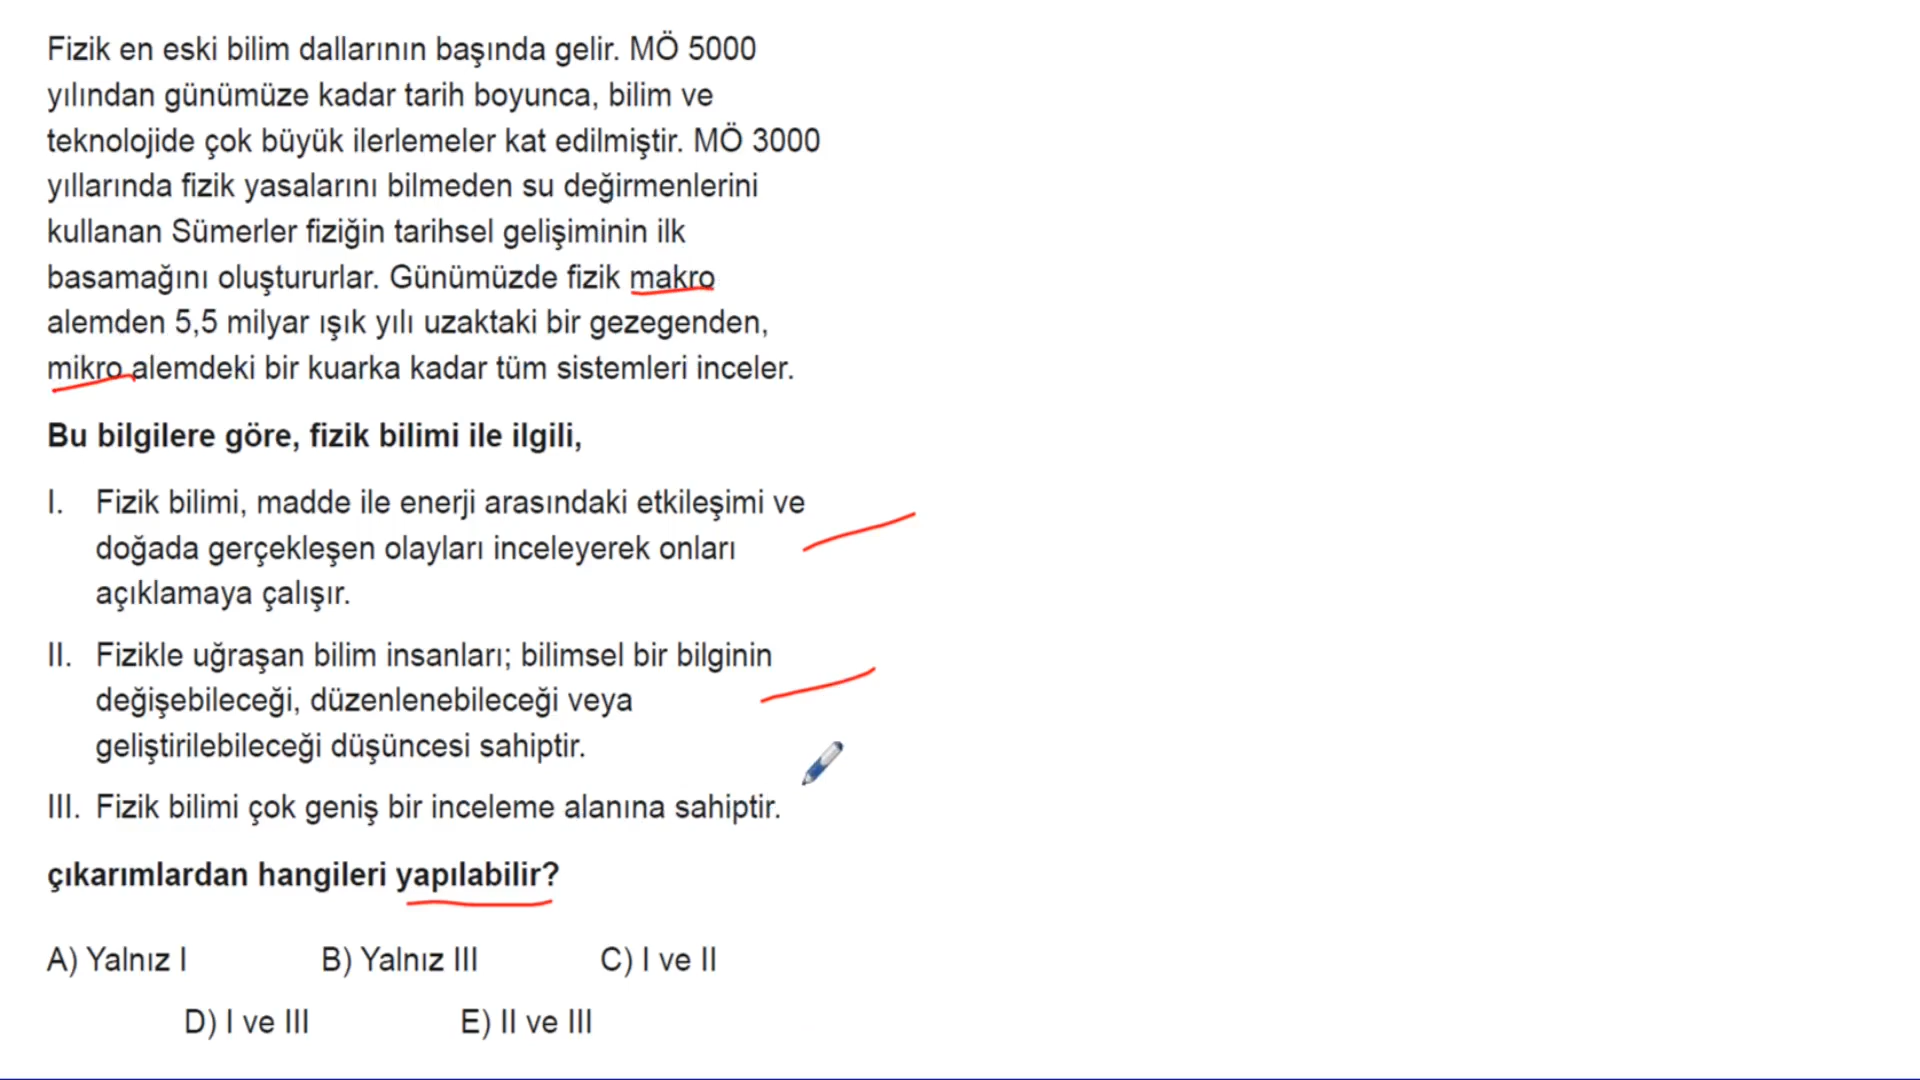 Fizik en eski bilim dallarının başında gelir. MÖ 5000
yılından günümüze kadar tarih boyunca, bilim ve
teknolojide çok büyük ilerlemeler kat edilmiştir. MÖ 3000
yıllarında fizik yasalarını bilmeden su değirmenlerini
kullanan Sümerler fiziğin tarihsel gelişiminin ilk
basamağını oluştururlar. Günümüzde fizik makro
alemden 5,5 milyar ışık yılı uzaktaki bir gezegenden,
mikro alemdeki bir kuarka kadar tüm sistemleri inceler.
Bu bilgilere göre, fizik bilimi ile ilgili,
I. Fizik bilimi, madde ile enerji arasındaki etkileşimi ve
doğada gerçekleşen olayları inceleyerek onları
açıklamaya çalışır.
II. Fizikle uğraşan bilim insanları; bilimsel bir bilginin
değişebileceği, düzenlenebileceği veya
geliştirilebileceği düşüncesi sahiptir.
III. Fizik bilimi çok geniş bir inceleme alanına sahiptir.
çıkarımlardan hangileri yapılabilir?
A) Yalnız I B) Yalnız III C) I ve II
D) I ve III E) II ve III